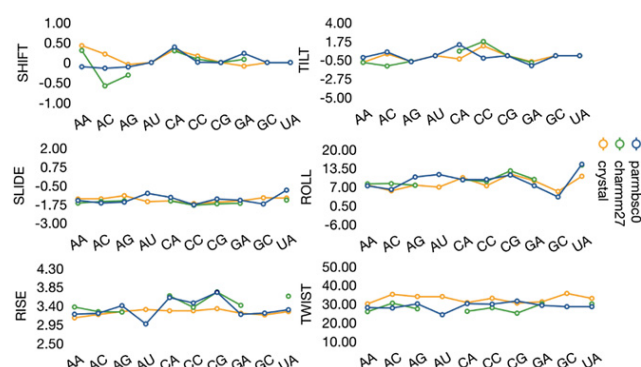 SHIFT
1.00
0.50
0
-0.50
-1.00
AA AC AG AU CA CC CG GA GC UA
TILT
4.00
1.75
-0.50
-2.75
-5.00
AA AC AG AU CA CC CG GA GC UA
SLIDE
2.00
0.75
-0.50
-1.75
-3.00
AA AC AG AU CA CC CG GA GC UA
ROLL
20.00
13.50
7.00
0.50
-6.00
AA AC AG AU CA CC CG GA GC UA
RISE
4.30
3.85
3.40
2.95
2.50
AA AC AG AU CA CC CG GA GC UA
TWIST
50.00
40.00
30.00
20.00
10.00
AA AC AG AU CA CC CG GA GC UA
parmbsc0
charmm27
crystal